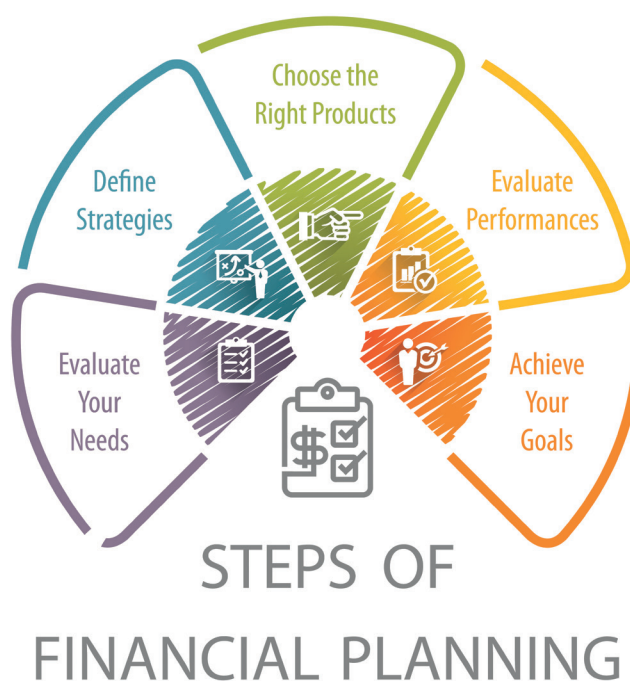 Evaluate
Your
Needs
Define
Strategies
Choose the
Right Products
Evaluate
Performances
Achieve
Your
Goals
$
STEPS OF
FINANCIAL PLANNING